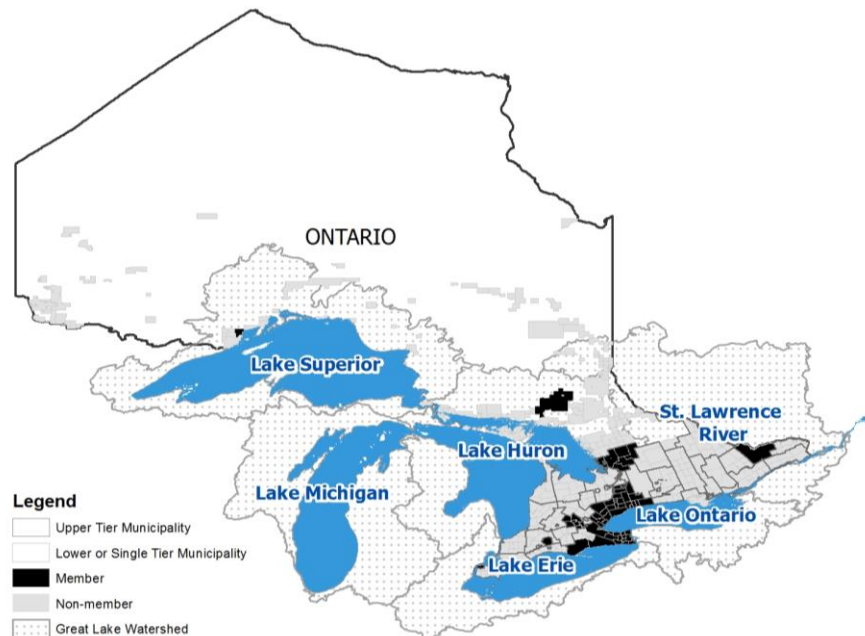 ONTARIO
Lake Superior
St. Lawrence
River
Lake Huron
Lake Michigan
Lake Ontario
Lake Erie
Legend
Upper Tier Municipality
Lower or Single Tier Municipality
Member
Non-member
Great Lake Watershed